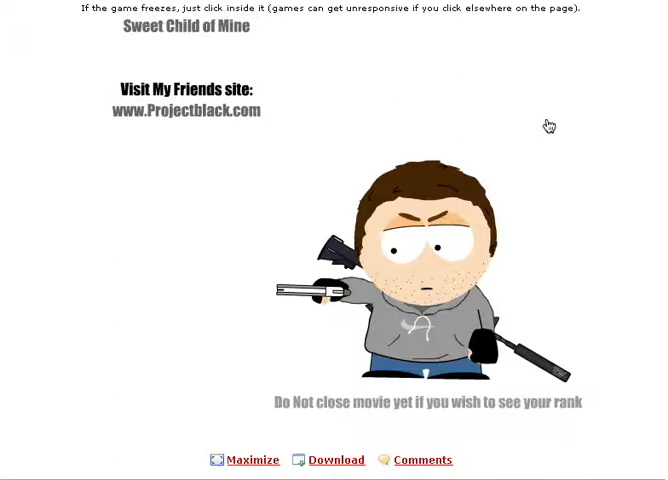 If the game freezes, just click inside it (games can get unresponsive if you click elsewhere on the page).
Sweet Child of Mine
Visit My Friends site:
www.Projectblack.com
Do Not close movie yet if you wish to see your rank
Maximize Download Comments